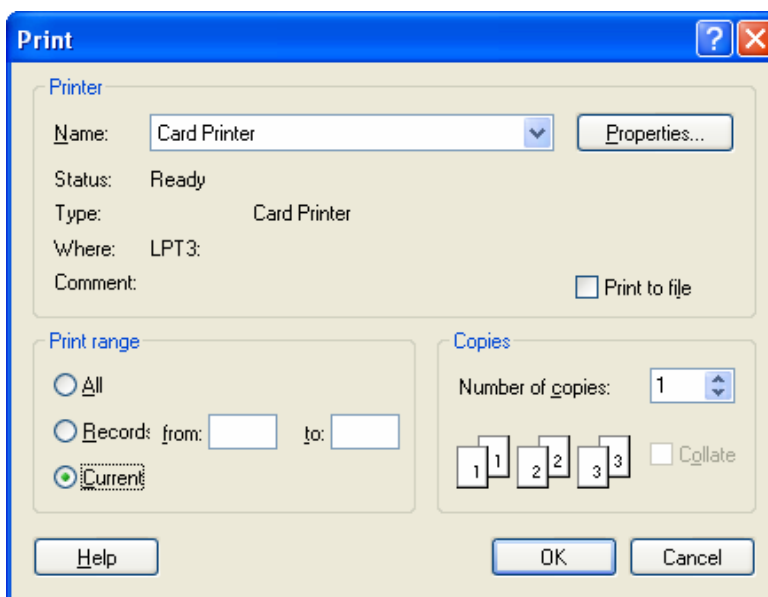 Print
Printer
Name: Card Printer Properties...
Status: Ready
Type: Card Printer
Where: LPT3:
Comment:
Print to file
Print range
All
Records from: to:
Current
Copies
Number of copies: 1
1 1 2 2 3 3 Collate
Help OK Cancel